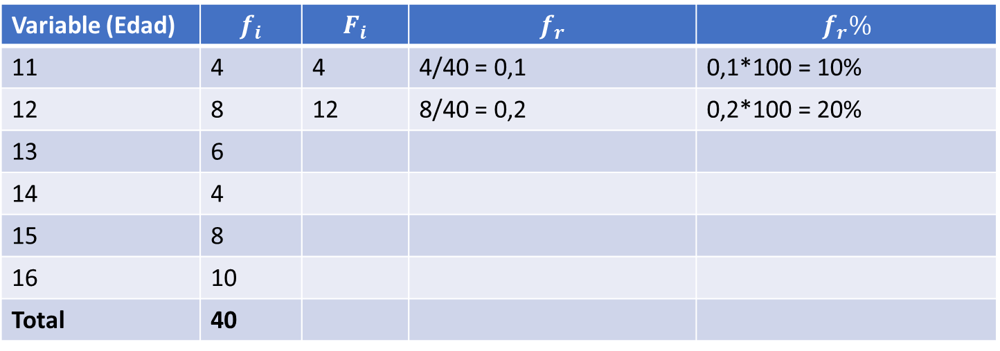 Variable (Edad) f_i F_i f_r f_r%
11 4 4 4/40 = 0,1 0,1*100 = 10%
12 8 12 8/40 = 0,2 0,2*100 = 20%
13 6
14 4
15 8
16 10
Total 40